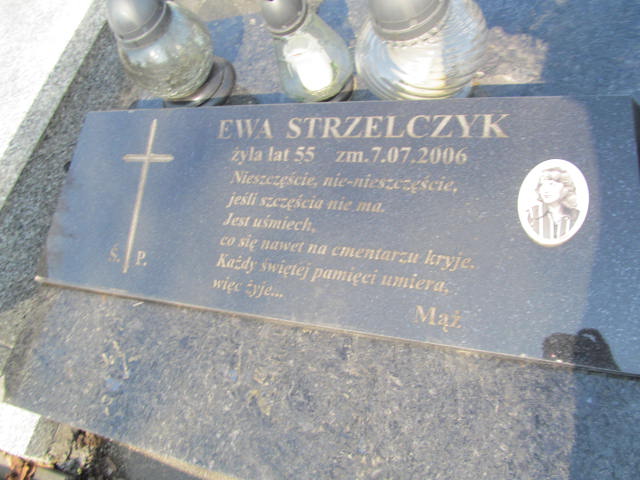 EWA STRZELCZYK
żyła lat 55 zm.7.07.2006
Nieszczęście, nie-nieszczęście,
jeśli szczęścia nie ma.
Jest uśmiech,
co się nawet na cmentarzu kryje.
Każdy świętej pamięci umiera,
więc żyje...
Ś. P.
Mąż